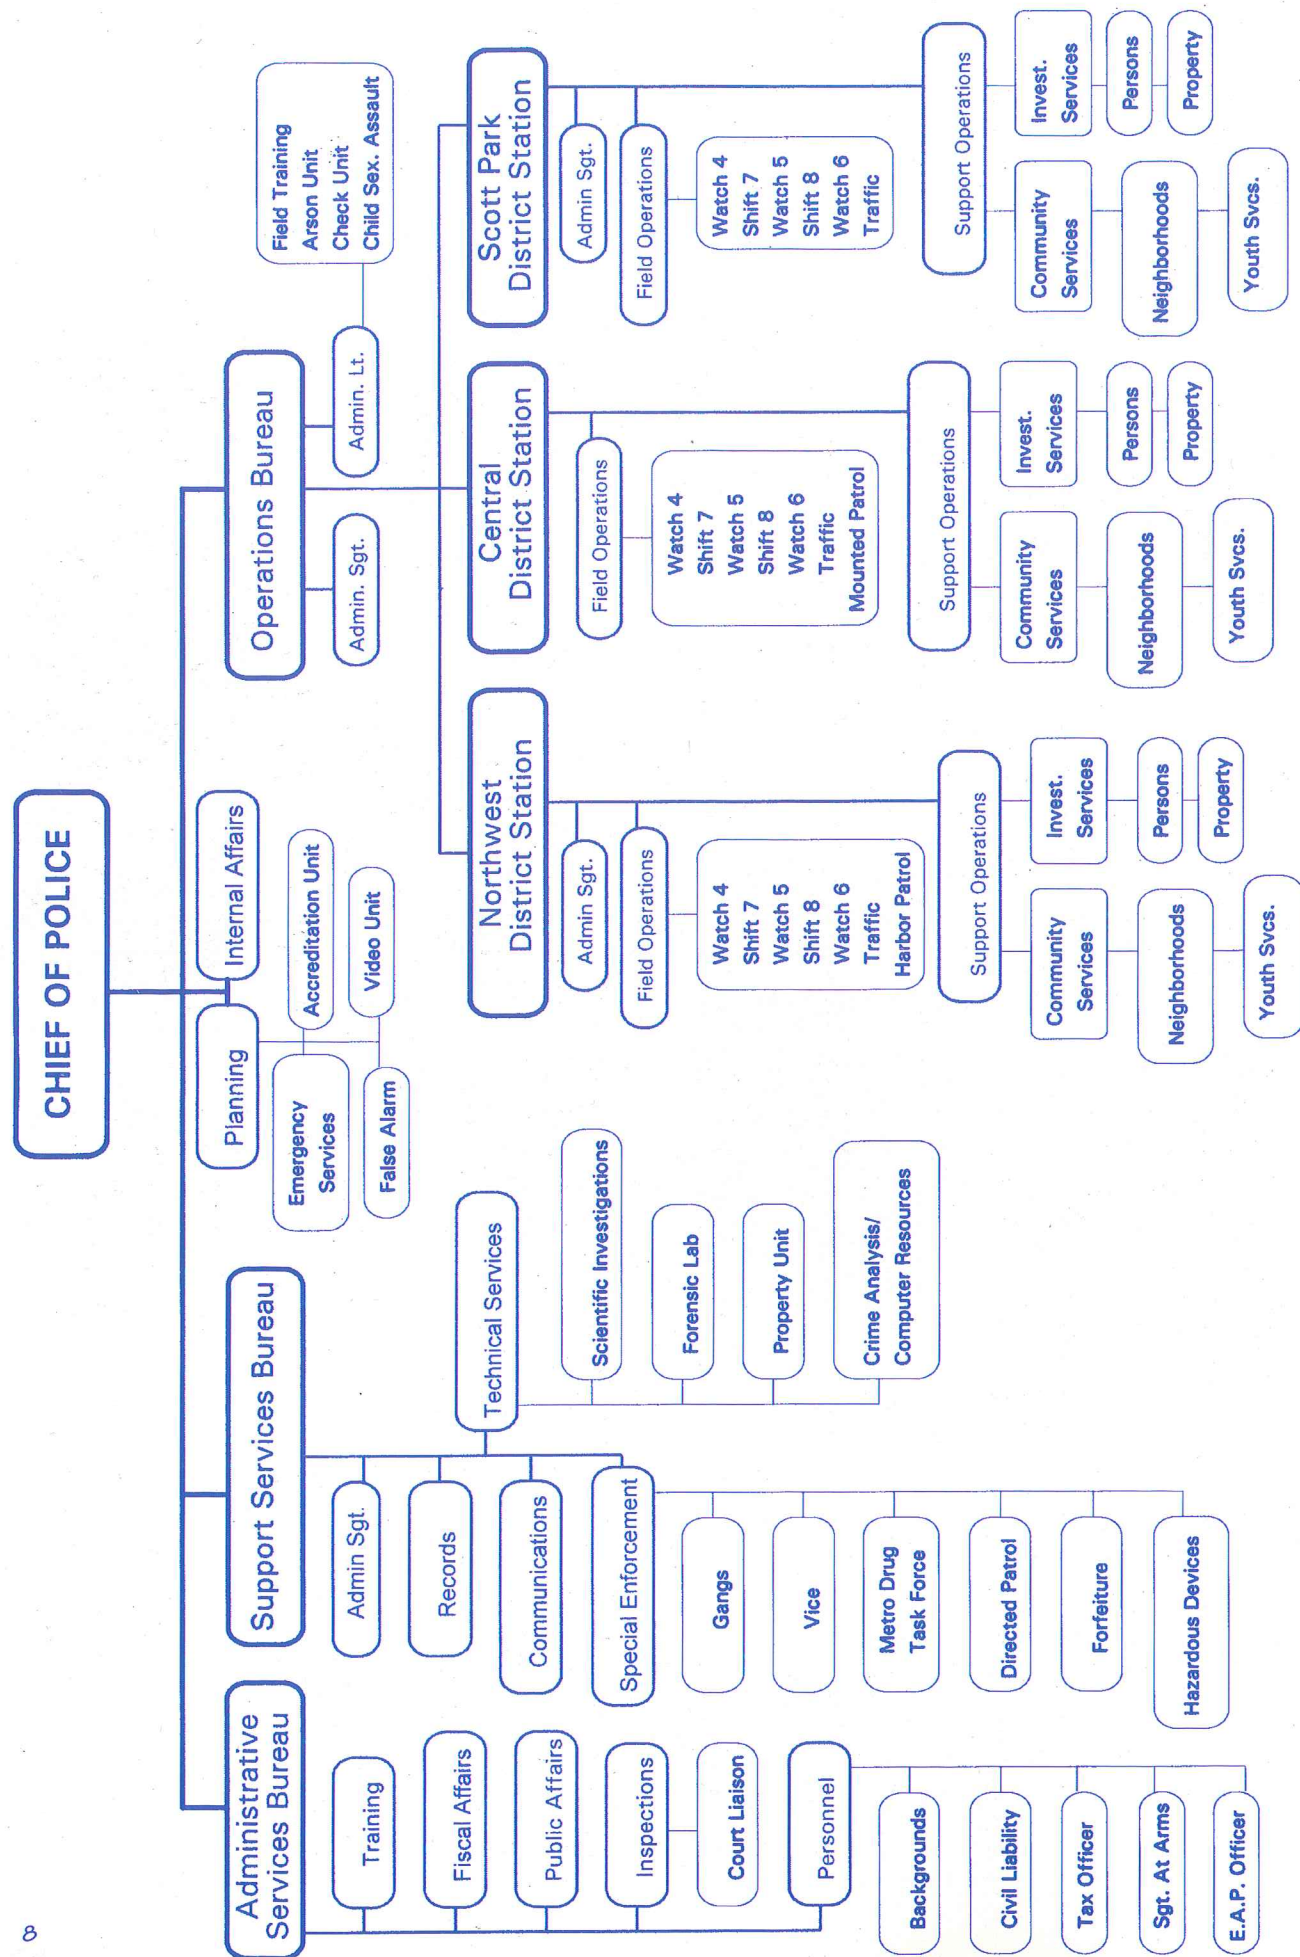 8
CHIEF OF POLICE
Administrative
Services Bureau
Training
Fiscal Affairs
Public Affairs
Inspections
Court Liaison
Personnel
Backgrounds
Civil Liability
Tax Officer
Sgt. At Arms
E.A.P. Officer
Support Services Bureau
Admin Sgt.
Records
Communications
Special Enforcement
Gangs
Vice
Metro Drug
Task Force
Directed Patrol
Forfeiture
Hazardous Devices
Technical Services
Scientific Investigations
Forensic Lab
Property Unit
Crime Analysis/
Computer Resources
Planning
Internal Affairs
Emergency
Services
Accreditation Unit
False Alarm
Video Unit
Operations Bureau
Admin. Sgt.
Admin. Lt.
Field Training
Arson Unit
Check Unit
Child Sex. Assault
Northwest
District Station
Admin Sgt.
Field Operations
Watch 4
Shift 7
Watch 5
Shift 8
Watch 6
Traffic
Harbor Patrol
Support Operations
Community
Services
Neighborhoods
Youth Svcs.
Invest.
Services
Persons
Property
Central
District Station
Field Operations
Watch 4
Shift 7
Watch 5
Shift 8
Watch 6
Traffic
Mounted Patrol
Support Operations
Community
Services
Neighborhoods
Youth Svcs.
Invest.
Services
Persons
Property
Scott Park
District Station
Admin Sgt.
Field Operations
Watch 4
Shift 7
Watch 5
Shift 8
Watch 6
Traffic
Support Operations
Community
Services
Neighborhoods
Youth Svcs.
Invest.
Services
Persons
Property